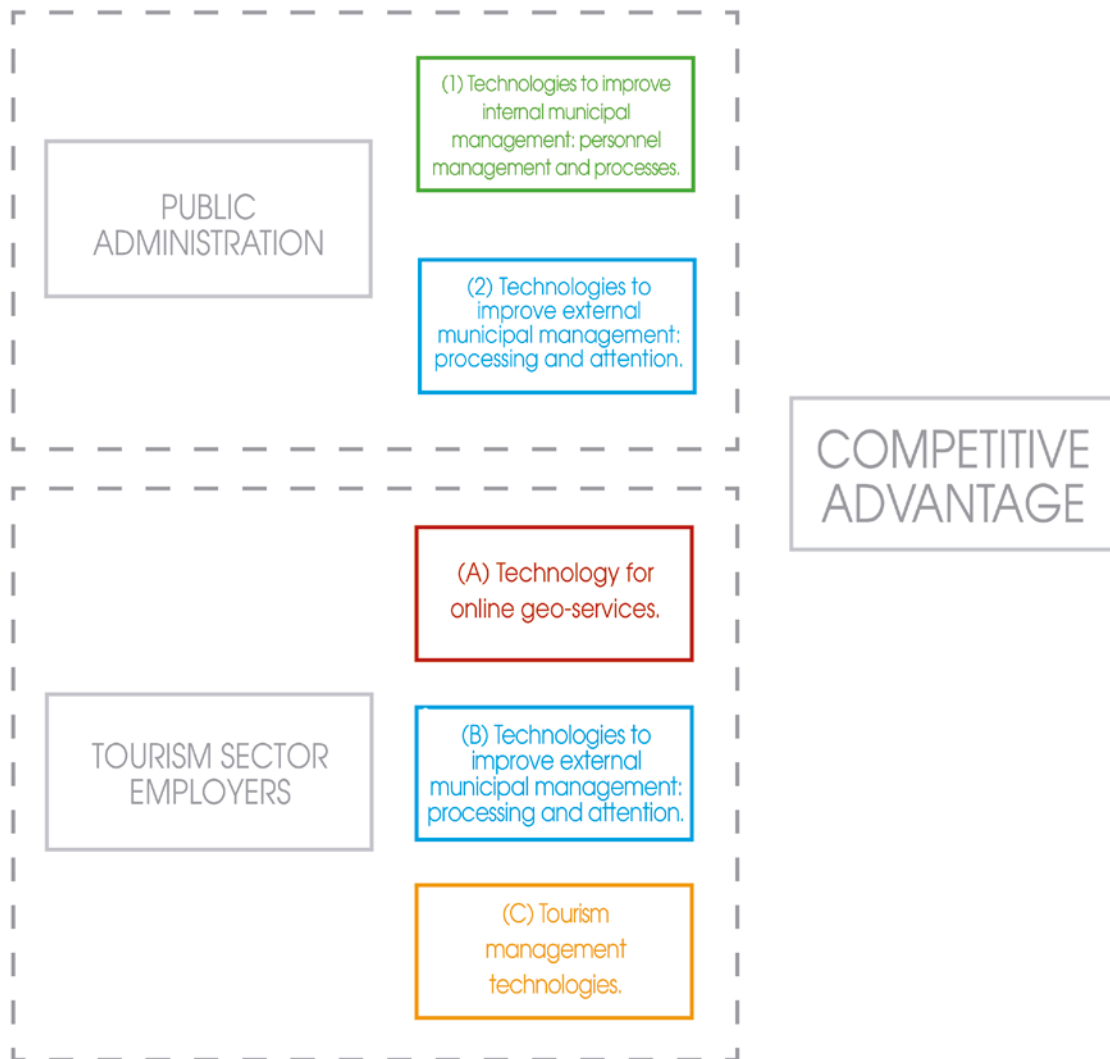 (1) Technologies to improve
internal municipal
management: personnel
management and processes.
PUBLIC
ADMINISTRATION
(2) Technologies to
improve external
municipal management:
processing and attention.
COMPETITIVE
ADVANTAGE
(A) Technology for
online geo-services.
TOURISM SECTOR
EMPLOYERS
(B) Technologies to
improve external
municipal management:
processing and attention.
(C) Tourism
management
technologies.